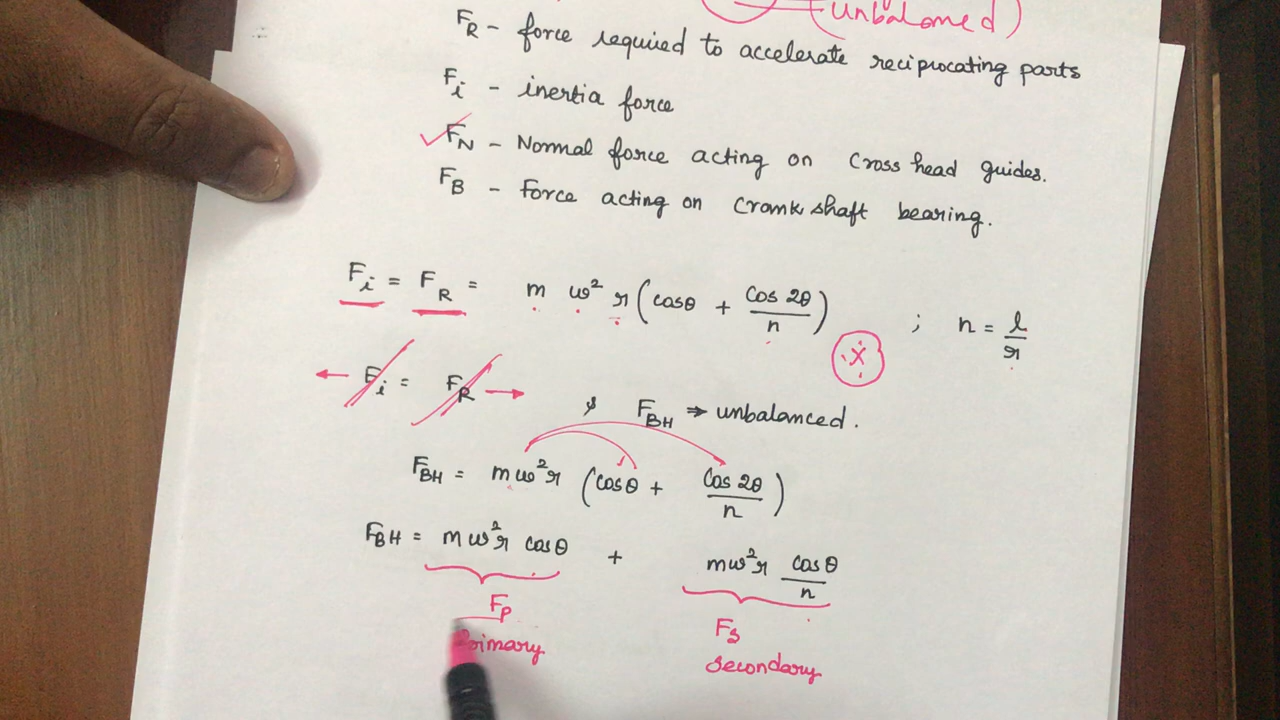 (unbalanced)
F_R - force required to accelerate reciprocating parts
F_i - inertia force
✓F_N - Normal force acting on Cross head guides.
F_B - Force acting on Crank shaft bearing.
F_i = F_R = m ω² r (cosθ + cos 2θ/n) ; n = l/r
← F_i = F_R → (x)
& F_BH ⇒ unbalanced.
F_BH = mω²r (cosθ + Cos 2θ/n)
F_BH = mω²r cosθ + mω²r cosθ/n
F_p F_s
Primary secondary